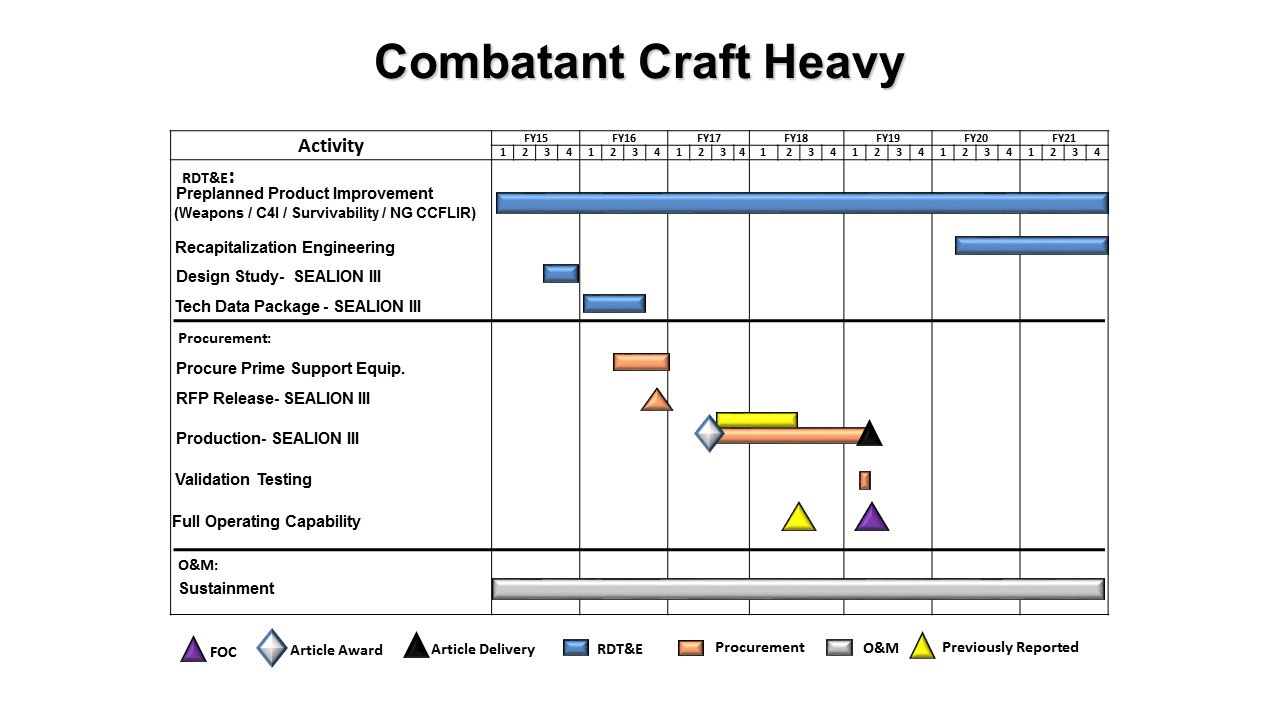 Combatant Craft Heavy
Activity
FY15 FY16 FY17 FY18 FY19 FY20 FY21
1 2 3 4 1 2 3 4 1 2 3 4 1 2 3 4 1 2 3 4 1 2 3 4 1 2 3 4
RDT&E:
Preplanned Product Improvement
(Weapons / C4I / Survivability / NG CCFLIR)
Recapitalization Engineering
Design Study- SEALION III
Tech Data Package - SEALION III
Procurement:
Procure Prime Support Equip.
RFP Release- SEALION III
Production- SEALION III
Validation Testing
Full Operating Capability
O&M:
Sustainment
FOC Article Award Article Delivery RDT&E Procurement O&M Previously Reported